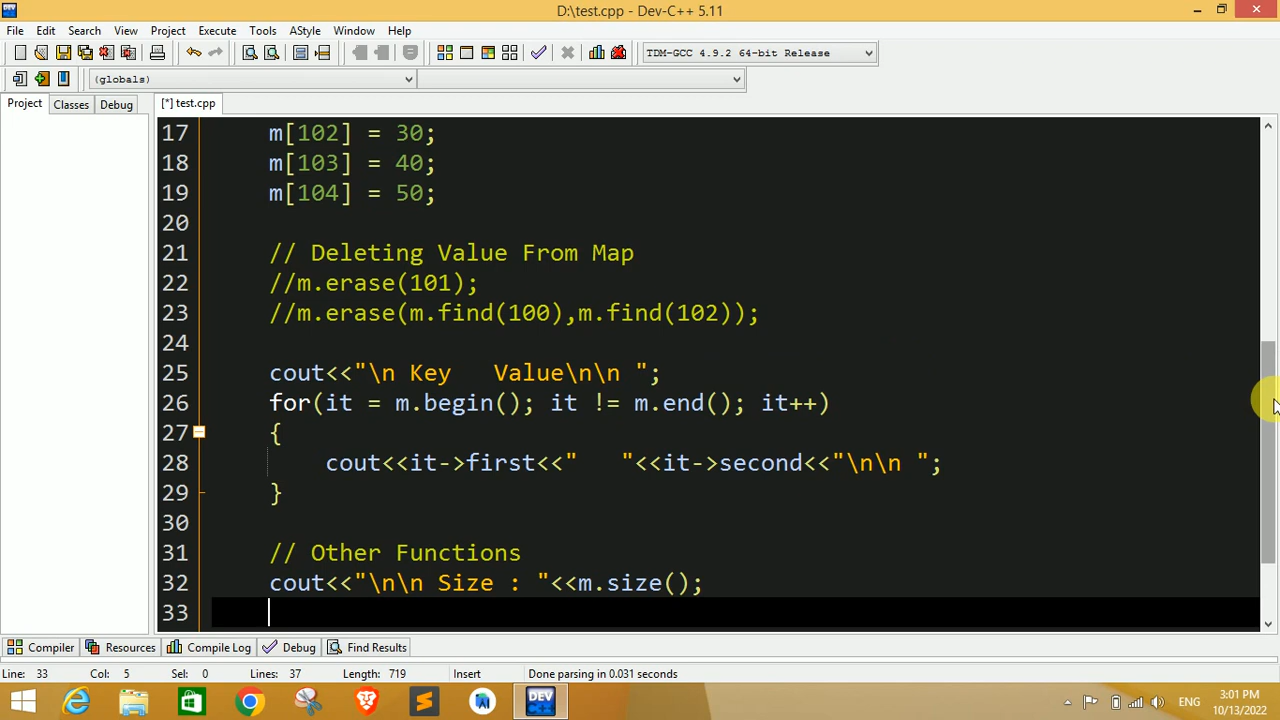 D:\test.cpp - Dev-C++ 5.11
File Edit Search View Project Execute Tools AStyle Window Help
TDM-GCC 4.9.2 64-bit Release
(globals)
Project Classes Debug [*] test.cpp
17 m[102] = 30;
18 m[103] = 40;
19 m[104] = 50;
20
21 // Deleting Value From Map
22 //m.erase(101);
23 //m.erase(m.find(100),m.find(102));
24
25 cout<<"\n Key   Value\n\n ";
26 for(it = m.begin(); it != m.end(); it++)
27 {
28 cout<<it->first<<"   "<<it->second<<"\n\n ";
29 }
30
31 // Other Functions
32 cout<<"\n\n Size : "<<m.size();
33
Compiler Resources Compile Log Debug Find Results
Line: 33 Col: 5 Sel: 0 Lines: 37 Length: 719 Insert Done parsing in 0.031 seconds
DEV C++ ENG 3:01 PM
10/13/2022